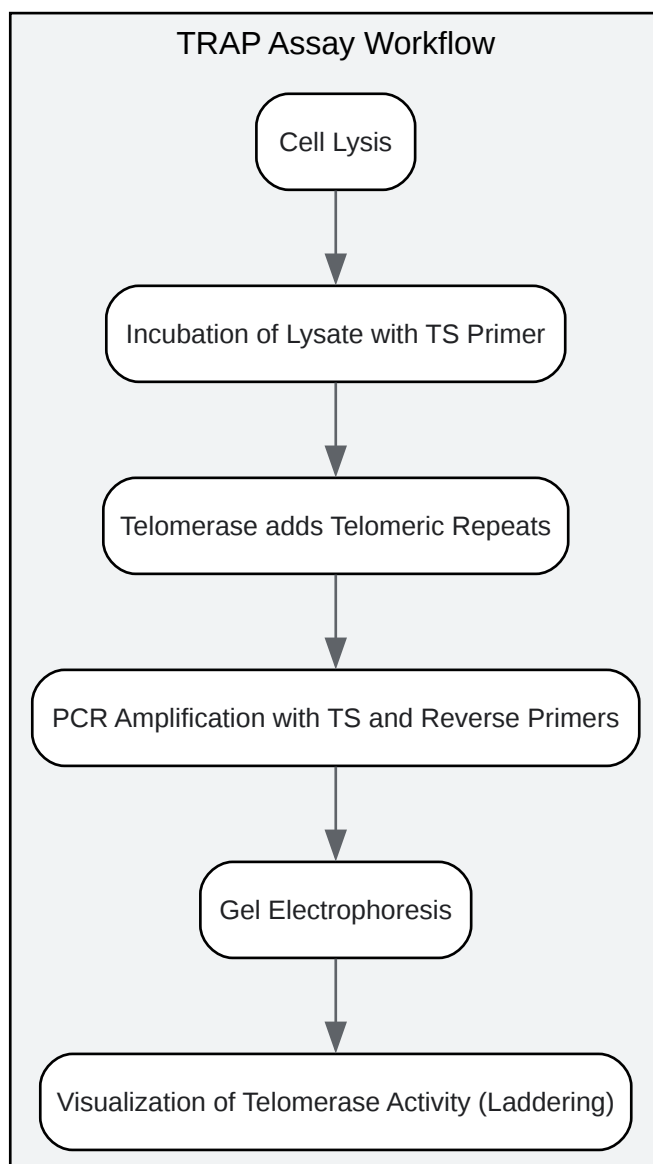 TRAP Assay Workflow
Cell Lysis
Incubation of Lysate with TS Primer
Telomerase adds Telomeric Repeats
PCR Amplification with TS and Reverse Primers
Gel Electrophoresis
Visualization of Telomerase Activity (Laddering)